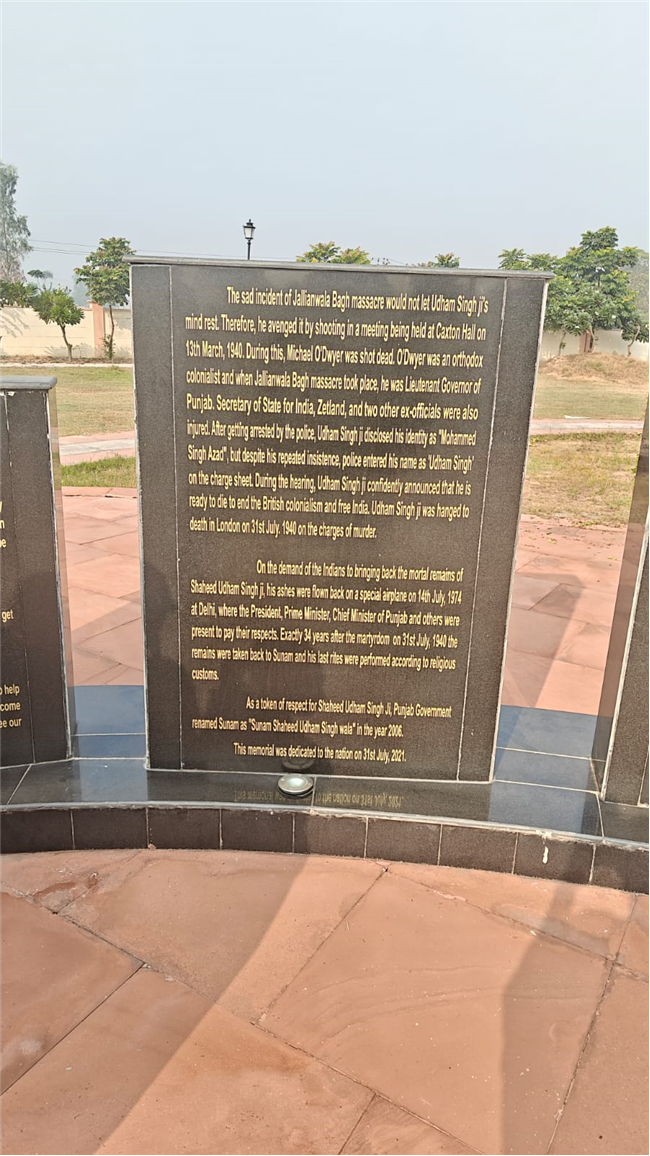 The sad incident of Jallianwala Bagh massacre would not let Udham Singh ji's
mind rest. Therefore, he avenged it by shooting in a meeting being held at Caxton Hall on
13th March, 1940. During this, Michael O'Dwyer was shot dead. O'Dwyer was an orthodox
colonialist and when Jallianwala Bagh massacre took place, he was Lieutenant Governor of
Punjab. Secretary of State for India, Zetland, and two other ex-officials were also
injured. After getting arrested by the police, Udham Singh ji disclosed his identity as "Mohammed
Singh Azad", but despite his repeated insistence, police entered his name as 'Udham Singh'
on the charge sheet. During the hearing, Udham Singh ji confidently announced that he is
ready to die to end the British colonialism and free India. Udham Singh ji was hanged to
death in London on 31st July. 1940 on the charges of murder.
On the demand of the Indians to bringing back the mortal remains of
Shaheed Udham Singh ji, his ashes were flown back on a special airplane on 14th July, 1974
at Delhi, where the President, Prime Minister, Chief Minister of Punjab and others were
present to pay their respects. Exactly 34 years after the martyrdom on 31st July, 1940 the
remains were taken back to Sunam and his last rites were performed according to religious
customs.
As a token of respect for Shaheed Udham Singh Ji, Punjab Government
renamed Sunam as "Sunam Shaheed Udham Singh wala" in the year 2006.
This memorial was dedicated to the nation on 31st July, 2021.
get
help
come
ee our